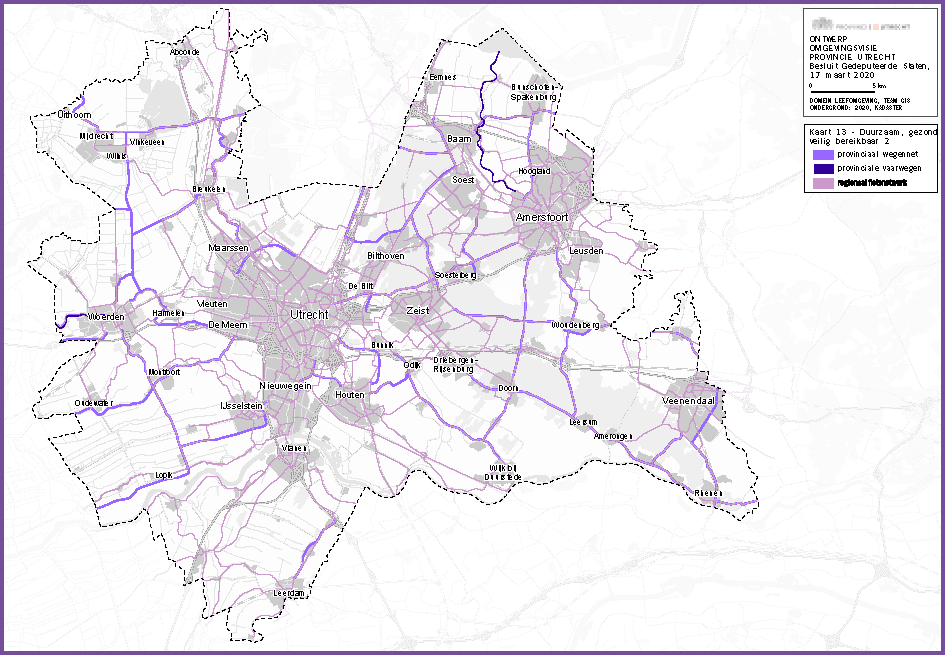 PROVINCIE UTRECHT
ONTWERP
OMGEVINGSVISIE
PROVINCIE UTRECHT
Besluit Gedeputeerde Staten,
17 maart 2020
0 5 km
DOMEIN LEEFOMGEVING, TEAM GIS
ONDERGROND: 2020, KADASTER
Kaart 13 - Duurzaam, gezond
veilig bereikbaar 2
provinciaal wegennet
provinciale vaarwegen
regionaal fietsnetwerk
Abcoude
Eemnes
Bunschoten-
Spakenburg
Uithoorn
Mijdrecht
Vinkeveen
Wilnis
Baarn
Hoogland
Soest
Breukelen
Amersfoort
Maarssen
Leusden
Bilthoven
Soesterberg
De Bilt
Vleuten
Harmelen
Zeist
Utrecht
Woerden
De Meern
Woudenberg
Bunnik
Driebergen-
Rijsenburg
Odijk
Montfoort
Nieuwegein
Doorn
Houten
Veenendaal
Oudewater
IJsselstein
Leersum
Amerongen
Vianen
Wijk bij
Duurstede
Lopik
Rhenen
Leerdam